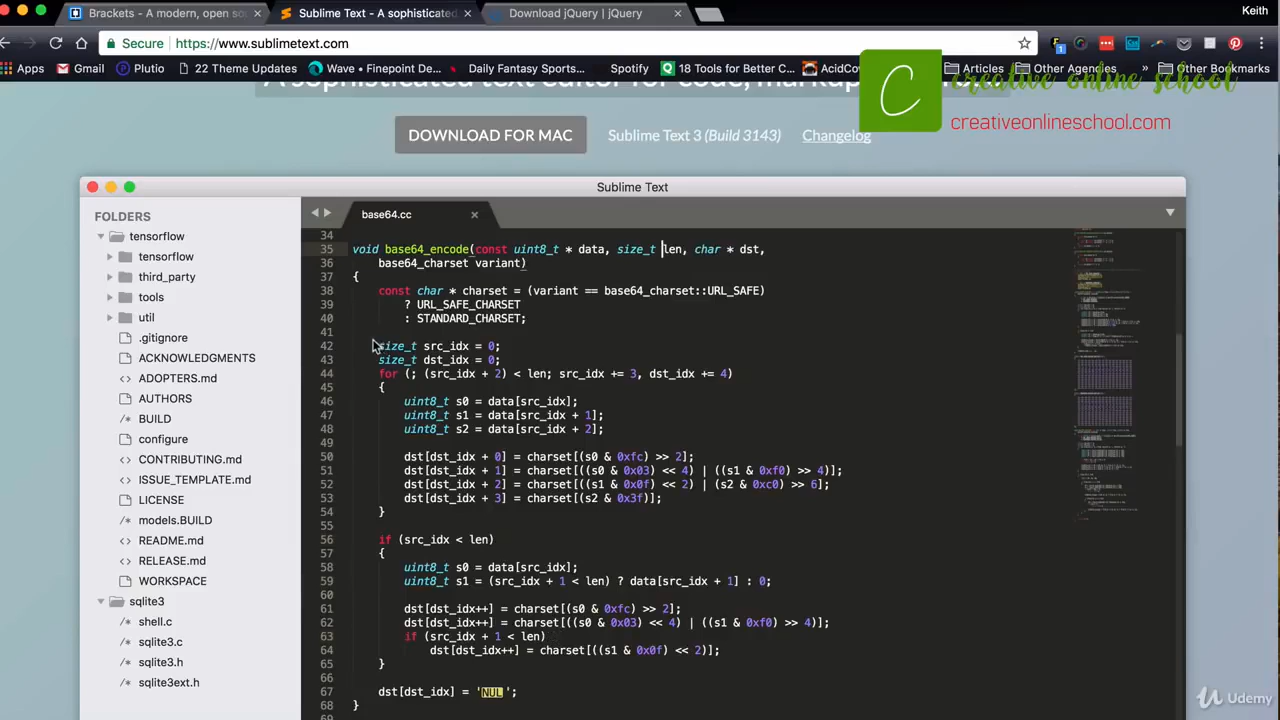 Brackets - A modern, open sou
Sublime Text - A sophisticated
Download jQuery | jQuery
Keith
Secure
https://www.sublimetext.com
Apps
Gmail
Plutio
22 Theme Updates
Wave • Finepoint...
Daily Fantasy Sports...
Spotify
18 Tools for Better C...
AcidCow
Articles
Other Agencies
»
Other Bookmarks
A sophisticated text editor for code, markup
creative online school
creativeonlineschool.com
DOWNLOAD FOR MAC
Sublime Text 3 (Build 3143)
Changelog
Sublime Text
FOLDERS
tensorflow
tensorflow
third_party
tools
util
.gitignore
ACKNOWLEDGMENTS
ADOPTERS.md
AUTHORS
BUILD
configure
CONTRIBUTING.md
ISSUE_TEMPLATE.md
LICENSE
models.BUILD
README.md
RELEASE.md
WORKSPACE
sqlite3
shell.c
sqlite3.c
sqlite3.h
sqlite3ext.h
base64.cc
34
35 void base64_encode(const uint8_t * data, size_t len, char * dst,
36 base64_charset variant)
37 {
38 const char * charset = (variant == base64_charset::URL_SAFE)
39 ? URL_SAFE_CHARSET
40 : STANDARD_CHARSET;
41
42 src_idx = 0;
43 size_t dst_idx = 0;
44 for (; (src_idx + 2) < len; src_idx += 3, dst_idx += 4)
45 {
46 uint8_t s0 = data[src_idx];
47 uint8_t s1 = data[src_idx + 1];
48 uint8_t s2 = data[src_idx + 2];
49
50 dst[dst_idx + 0] = charset[(s0 & 0xfc) >> 2];
51 dst[dst_idx + 1] = charset[((s0 & 0x03) << 4) | ((s1 & 0xf0) >> 4)];
52 dst[dst_idx + 2] = charset[((s1 & 0x0f) << 2) | (s2 & 0xc0) >> 6];
53 dst[dst_idx + 3] = charset[(s2 & 0x3f)];
54 }
55
56 if (src_idx < len)
57 {
58 uint8_t s0 = data[src_idx];
59 uint8_t s1 = (src_idx + 1 < len) ? data[src_idx + 1] : 0;
60
61 dst[dst_idx++] = charset[(s0 & 0xfc) >> 2];
62 dst[dst_idx++] = charset[((s0 & 0x03) << 4) | ((s1 & 0xf0) >> 4)];
63 if (src_idx + 1 < len)
64 dst[dst_idx++] = charset[((s1 & 0x0f) << 2)];
65 }
66
67 dst[dst_idx] = 'NUL';
68 }
69
Udemy